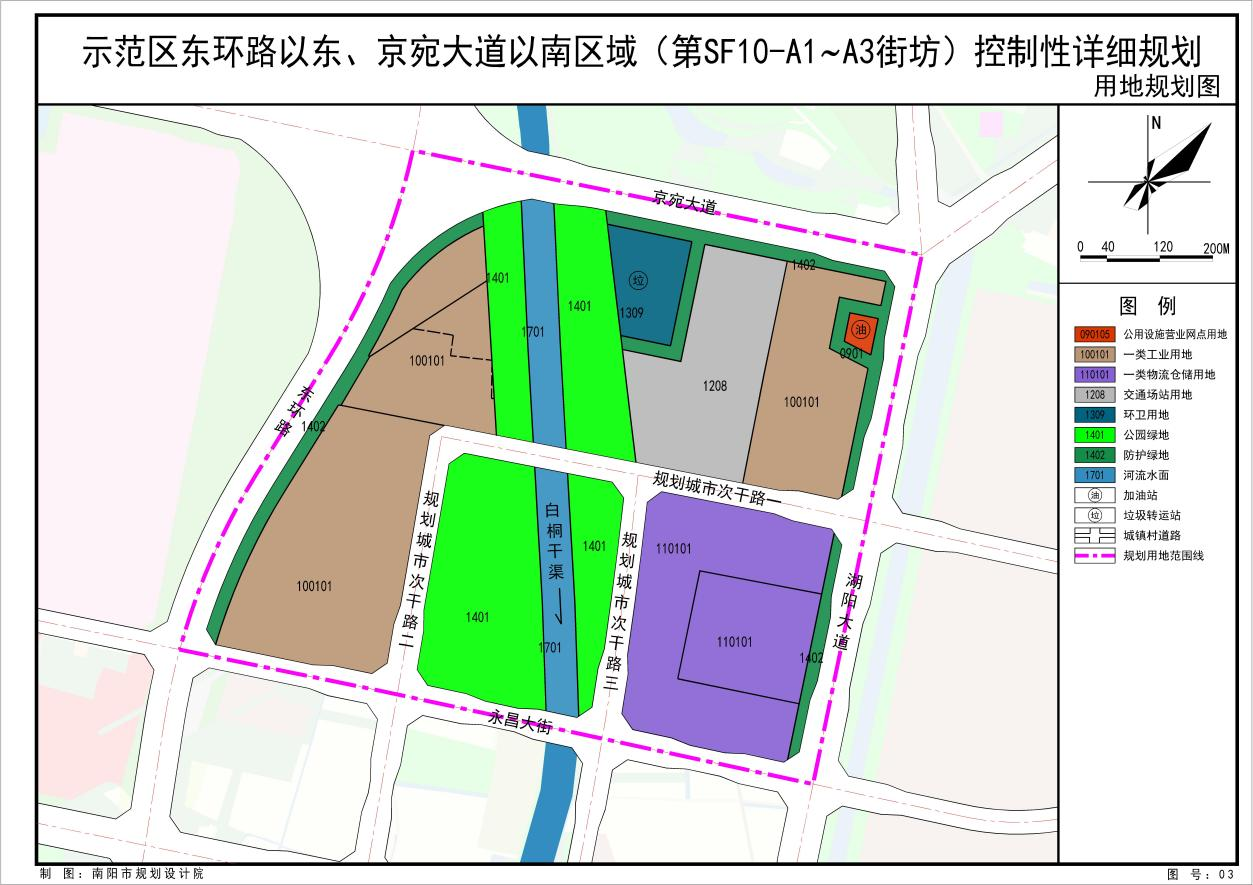 示范区东环路以东、京宛大道以南区域（第SF10-A1~A3街坊）控制性详细规划
用地规划图
N
0 40 120 200M
图 例
090105 公用设施营业网点用地
100101 一类工业用地
110101 一类物流仓储用地
1208 交通场站用地
1309 环卫用地
1401 公园绿地
1402 防护绿地
1701 河流水面
油 加油站
垃 垃圾转运站
城镇村道路
规划用地范围线
京宛大道
1402
1401
1401
垃
1309
1701
油
0901
100101
1208
100101
东环路
1402
规划城市次干路一
规划城市次干路二
白桐干渠
1401
规划城市次干路三
110101
湖阳大道
100101
1401
1701
110101
1402
永昌大街
制 图：南阳市规划设计院
图 号：03